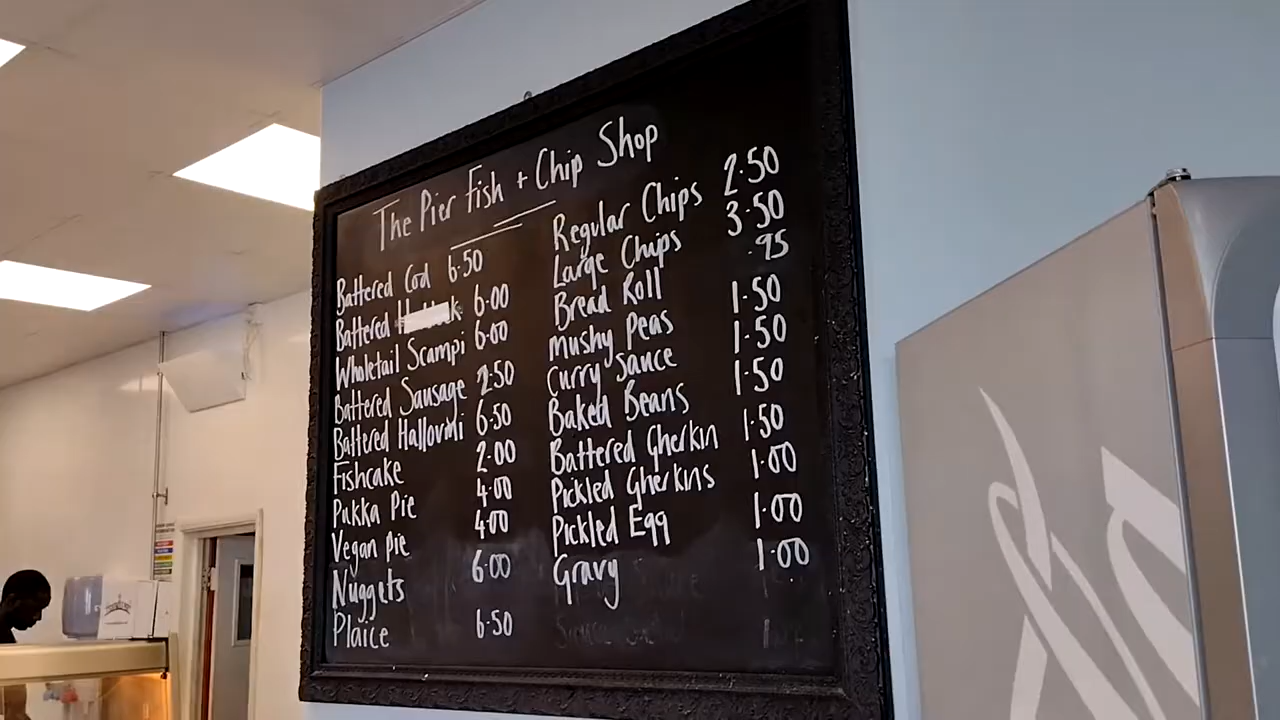 The Pier Fish + Chip Shop
Battered Cod 6.50
Battered 6.00
Wholetail Scampi 6.00
Battered Sausage 2.50
Battered Halloumi 6.50
Fishcake 2.00
Pukka Pie 4.00
Vegan Pie 4.00
Nuggets 6.00
Plaice 6.50
Regular Chips 2.50
Large Chips 3.50
Bread Roll .95
Mushy Peas 1.50
Curry Sauce 1.50
Baked Beans 1.50
Battered Gherkin 1.50
Pickled Gherkins 1.00
Pickled Egg 1.00
Gravy 1.00